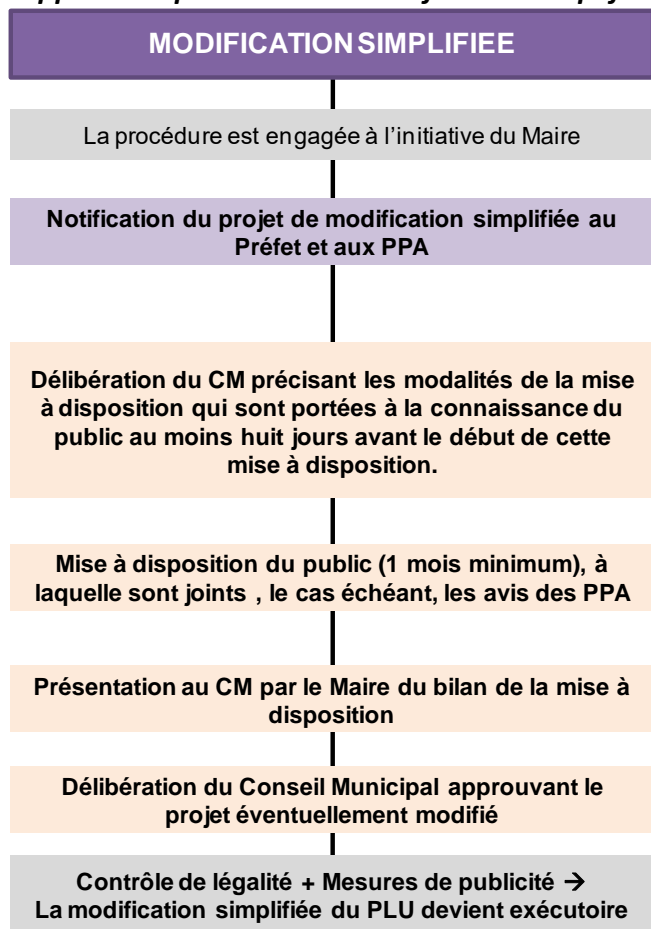 MODIFICATION SIMPLIFIEE
La procédure est engagée à l’initiative du Maire
Notification du projet de modification simplifiée au
Préfet et aux PPA
Délibération du CM précisant les modalités de la mise
à disposition qui sont portées à la connaissance du
public au moins huit jours avant le début de cette
mise à disposition.
Mise à disposition du public (1 mois minimum), à
laquelle sont joints , le cas échéant, les avis des PPA
Présentation au CM par le Maire du bilan de la mise à
disposition
Délibération du Conseil Municipal approuvant le
projet éventuellement modifié
Contrôle de légalité + Mesures de publicité →
La modification simplifiée du PLU devient exécutoire